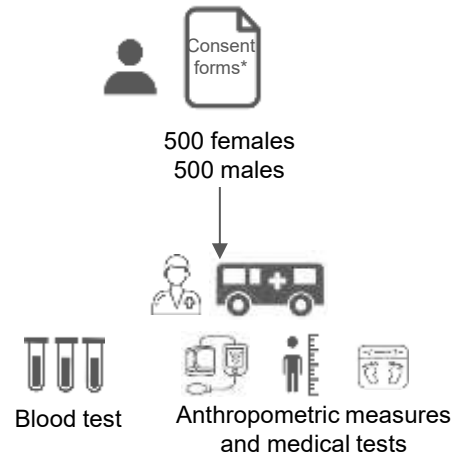 Consent
forms*
500 females
500 males
Blood test
Anthropometric measures
and medical tests